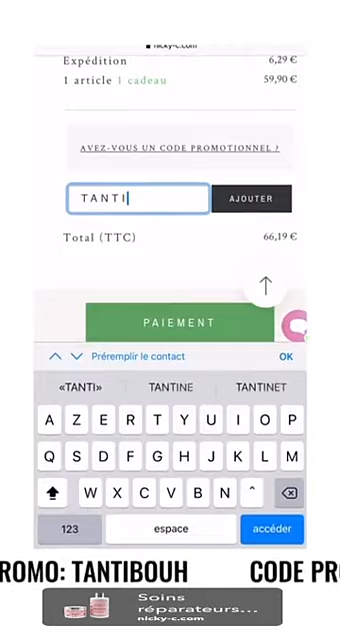 nicky-c.com
Expédition 6,29 €
1 article 1 cadeau 59,90 €
AVEZ-VOUS UN CODE PROMOTIONNEL ?
TANTI AJOUTER
Total (TTC) 66,19 €
PAIEMENT
Préremplir le contact OK
«TANTI» TANTINE TANTINET
A Z E R T Y U I O P
Q S D F G H J K L M
W X C V B N ^
123 espace accéder
ROMO: TANTIBOUH CODE PR
Soins
réparateurs...
nicky-c.com